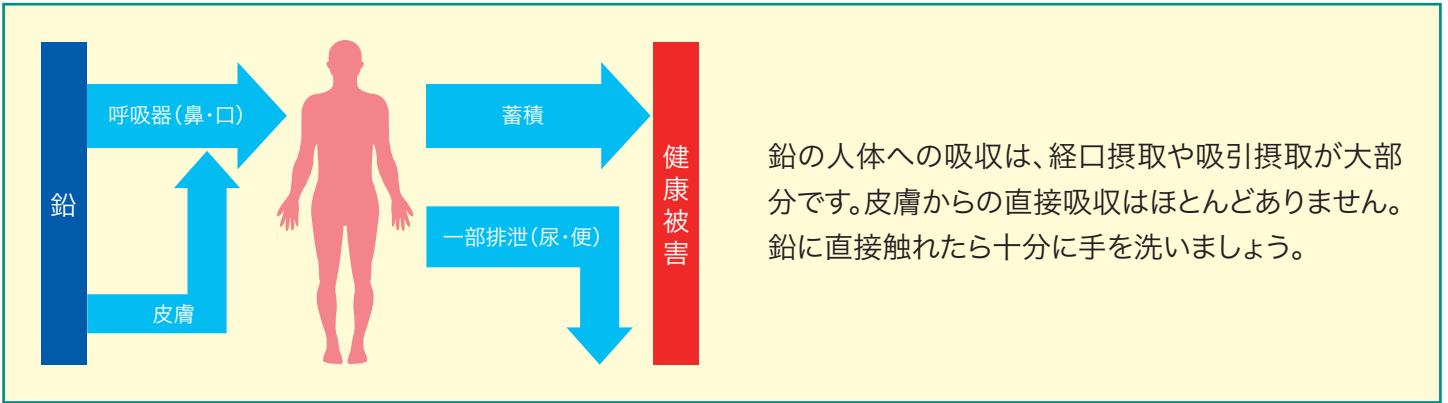 鉛
呼吸器(鼻・口)
皮膚
蓄積
一部排泄(尿・便)
健康被害
鉛の人体への吸収は、経口摂取や吸引摂取が大部
分です。皮膚からの直接吸収はほとんどありません。
鉛に直接触れたら十分に手を洗いましょう。